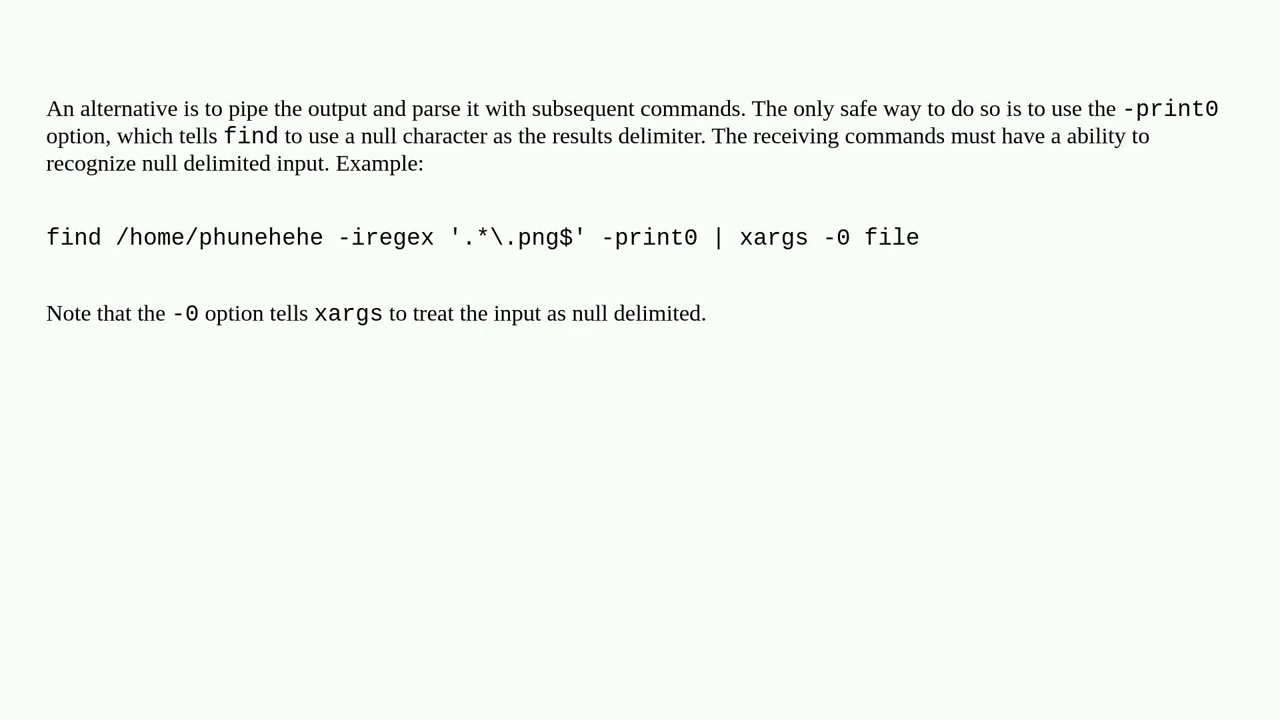 An alternative is to pipe the output and parse it with subsequent commands. The only safe way to do so is to use the -print0
option, which tells find to use a null character as the results delimiter. The receiving commands must have a ability to
recognize null delimited input. Example:
find /home/phunehehe -iregex '.*\.png$' -print0 | xargs -0 file
Note that the -0 option tells xargs to treat the input as null delimited.